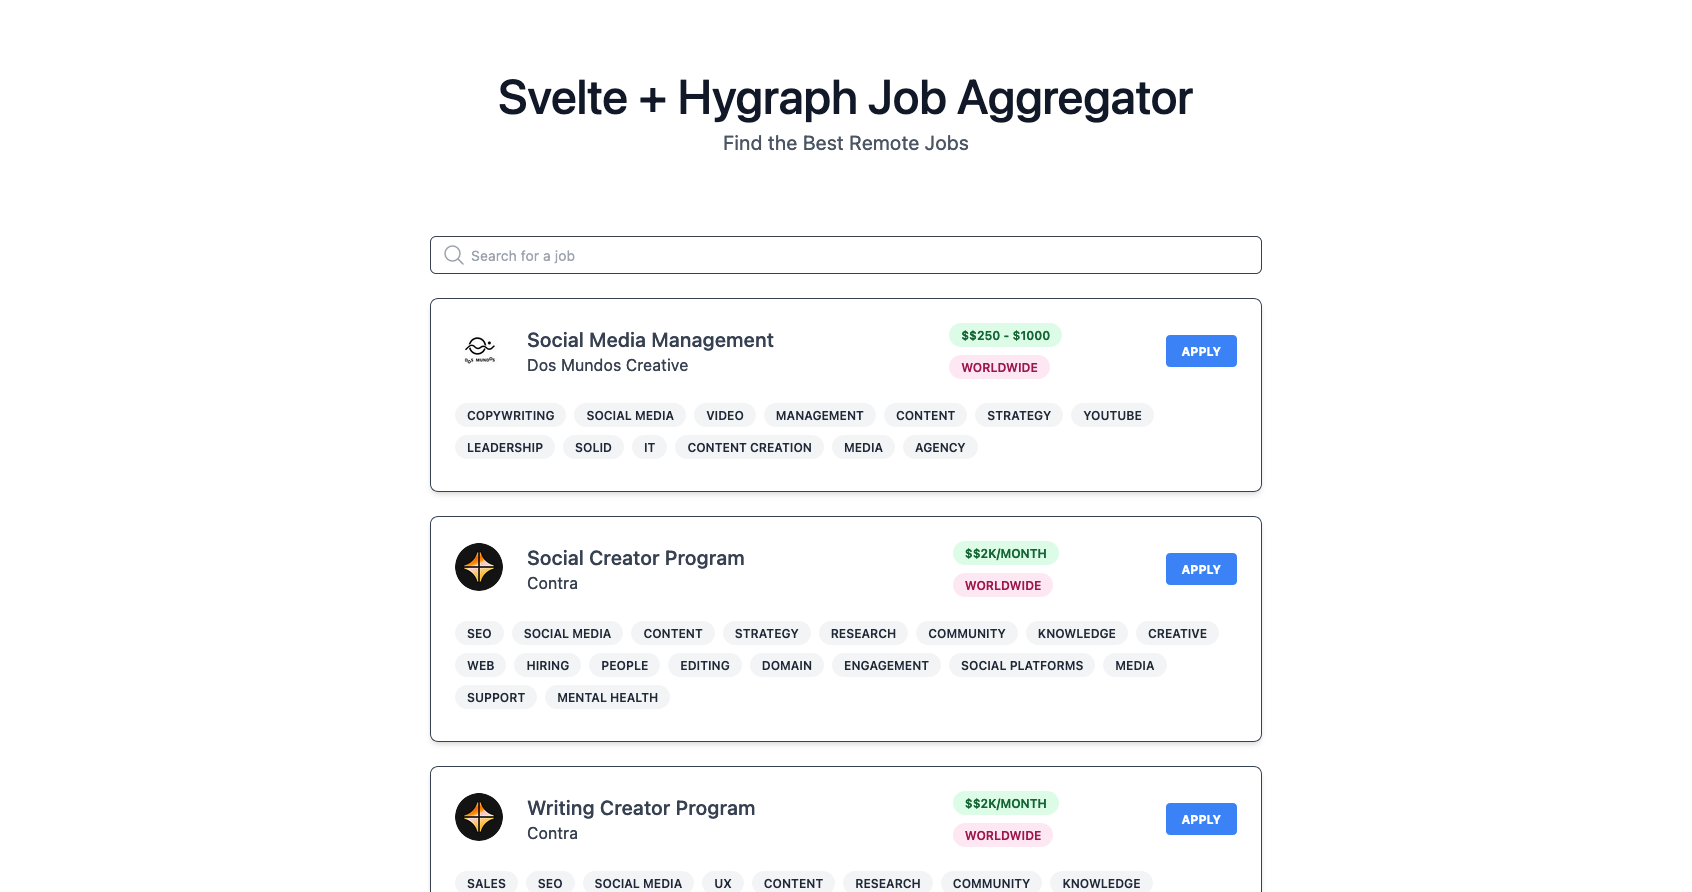 Svelte + Hygraph Job Aggregator
Find the Best Remote Jobs
Search for a job
DOS MUNDOS
Social Media Management
Dos Mundos Creative
$$250 - $1000
WORLDWIDE
APPLY
COPYWRITING SOCIAL MEDIA VIDEO MANAGEMENT CONTENT STRATEGY YOUTUBE
LEADERSHIP SOLID IT CONTENT CREATION MEDIA AGENCY
Social Creator Program
Contra
$$2K/MONTH
WORLDWIDE
APPLY
SEO SOCIAL MEDIA CONTENT STRATEGY RESEARCH COMMUNITY KNOWLEDGE CREATIVE
WEB HIRING PEOPLE EDITING DOMAIN ENGAGEMENT SOCIAL PLATFORMS MEDIA
SUPPORT MENTAL HEALTH
Writing Creator Program
Contra
$$2K/MONTH
WORLDWIDE
APPLY
SALES SEO SOCIAL MEDIA UX CONTENT RESEARCH COMMUNITY KNOWLEDGE